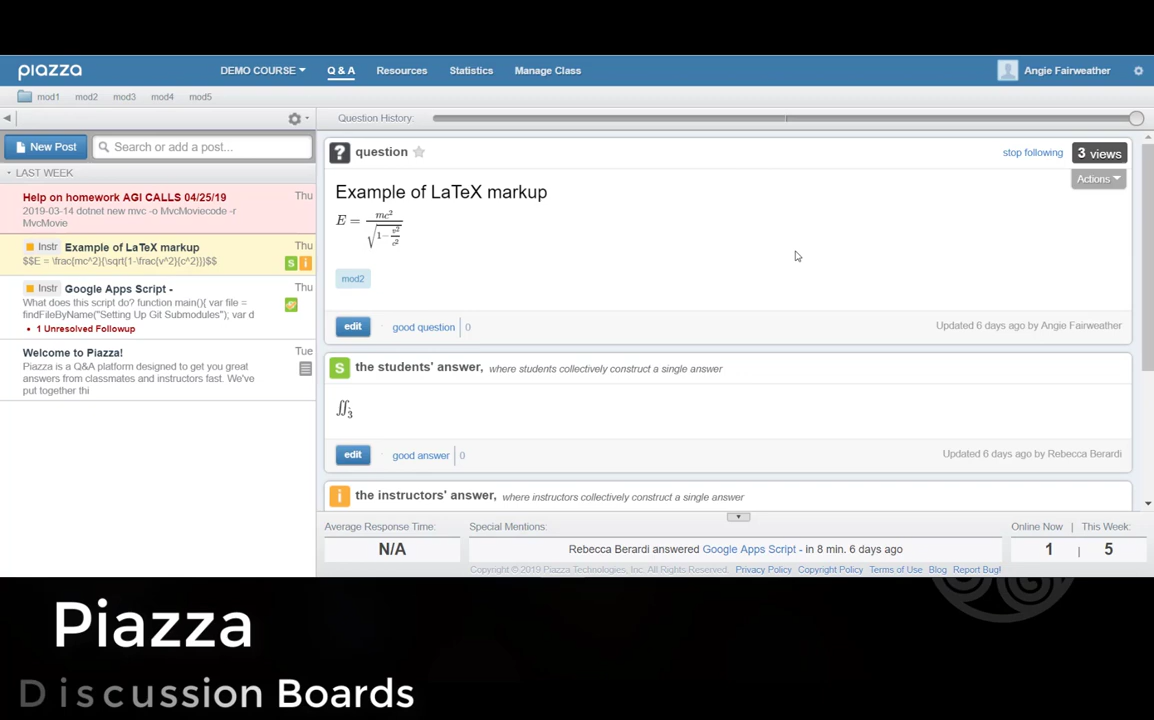 piazza
DEMO COURSE
Q & A
Resources
Statistics
Manage Class
Angie Fairweather
mod1 mod2 mod3 mod4 mod5
Question History:
New Post
Search or add a post...
LAST WEEK
Help on homework AGI CALLS 04/25/19 Thu
2019-03-14 dotnet new mvc -o MvcMoviecode -r
MvcMovie
Instr Example of LaTeX markup Thu
$$E = \frac{mc^2}{\sqrt{1-\frac{v^2}{c^2}}}$$
s i
Instr Google Apps Script - Thu
What does this script do? function main(){ var file =
findFileByName("Setting Up Git Submodules"); var d
1 Unresolved Followup
Welcome to Piazza! Tue
Piazza is a Q&A platform designed to get you great
answers from classmates and instructors fast. We've
put together thi
? question
stop following
3 views
Actions
Example of LaTeX markup
E = mc² / √(1−v²/c²)
mod2
edit good question 0
Updated 6 days ago by Angie Fairweather
S the students' answer, where students collectively construct a single answer
∬₃
edit good answer 0
Updated 6 days ago by Rebecca Berardi
i the instructors' answer, where instructors collectively construct a single answer
Average Response Time: Special Mentions: Online Now | This Week:
N/A Rebecca Berardi answered Google Apps Script - in 8 min. 6 days ago 1 | 5
Copyright © 2019 Piazza Technologies, Inc. All Rights Reserved. Privacy Policy Copyright Policy Terms of Use Blog Report Bug!
Piazza
Discussion Boards